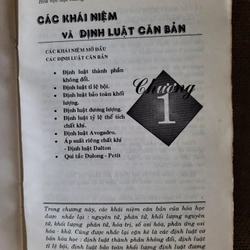 CÁC KHÁI NIỆM
VÀ ĐỊNH LUẬT CĂN BẢN
CÁC KHÁI NIỆM MỞ ĐẦU
CÁC ĐỊNH LUẬT CĂN BẢN
• Định luật thành phần
không đổi.
• Định luật tỉ lệ bội.
• Định luật bảo toàn khối
lượng.
• Định luật đương lượng.
• Định luật tỷ lệ thể tích
chất khí.
• Định luật Avogadro.
• Áp suất riêng chất khí
- Định luật Dalton
• Qui tắc Dulong - Petit
Chương
1
Trong chương này, các khái niệm căn bản của hóa học
được nhắc lại : nguyên tử, phân tử, khối lượng nguyên
tử, khối lượng phân tử, hóa trị, số oxi hóa, phản ứng oxi
hóa - khử. Cũng được nhắc lại cặn kẽ là các định luật cơ
bản hóa học : định luật thành phần không đổi, định luật
tỉ lệ bội, định luật bảo toàn khối lượng định luật đương